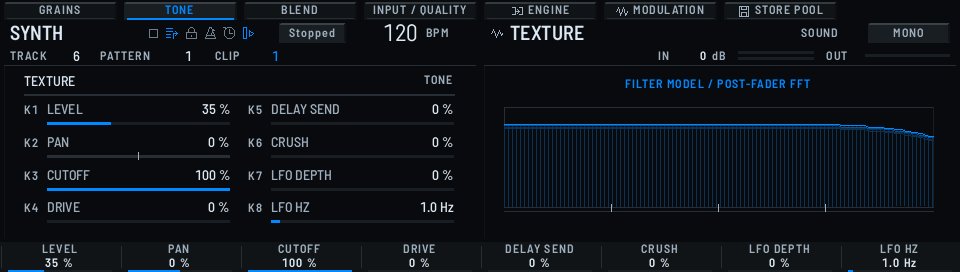 GRAINS TONE BLEND INPUT / QUALITY ENGINE MODULATION STORE POOL
SYNTH Stopped 120 BPM TEXTURE SOUND MONO
TRACK 6 PATTERN 1 CLIP 1 IN 0 dB OUT
TEXTURE TONE FILTER MODEL / POST-FADER FFT
K1 LEVEL 35 % K5 DELAY SEND 0 %
K2 PAN 0 % K6 CRUSH 0 %
K3 CUTOFF 100 % K7 LFO DEPTH 0 %
K4 DRIVE 0 % K8 LFO HZ 1.0 Hz
LEVEL PAN CUTOFF DRIVE DELAY SEND CRUSH LFO DEPTH LFO HZ
35 % 0 % 100 % 0 % 0 % 0 % 0 % 1.0 Hz